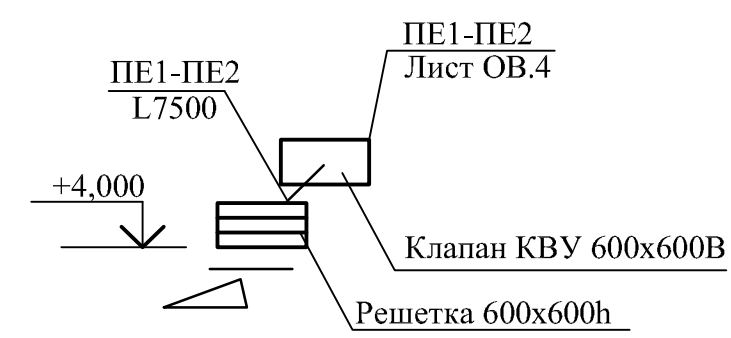 ПЕ1-ПЕ2
Лист ОВ.4
ПЕ1-ПЕ2
L7500
+4,000
Клапан КВУ 600x600В
Решетка 600x600h